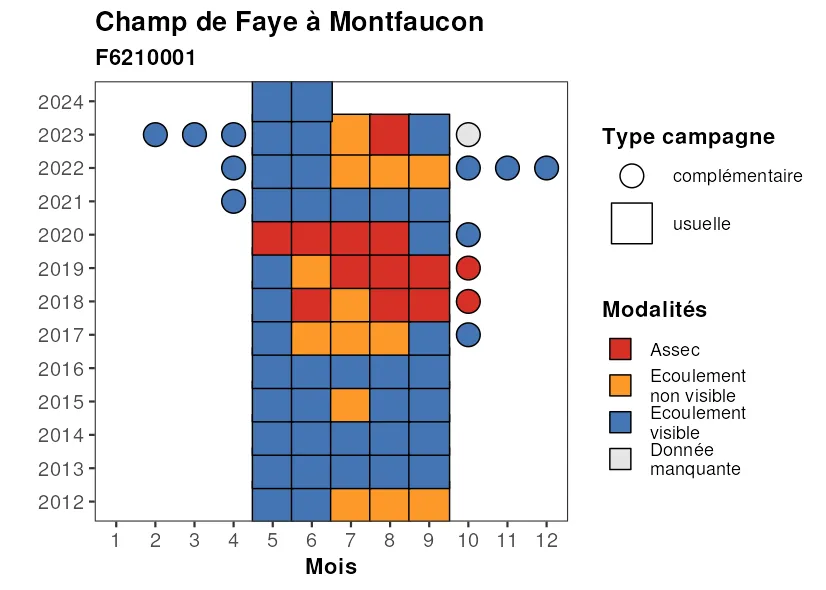 Champ de Faye à Montfaucon
F6210001
2024
2023
2022
2021
2020
2019
2018
2017
2016
2015
2014
2013
2012
1 2 3 4 5 6 7 8 9 10 11 12
Mois
Type campagne
complémentaire
usuelle
Modalités
Assec
Ecoulement
non visible
Ecoulement
visible
Donnée
manquante